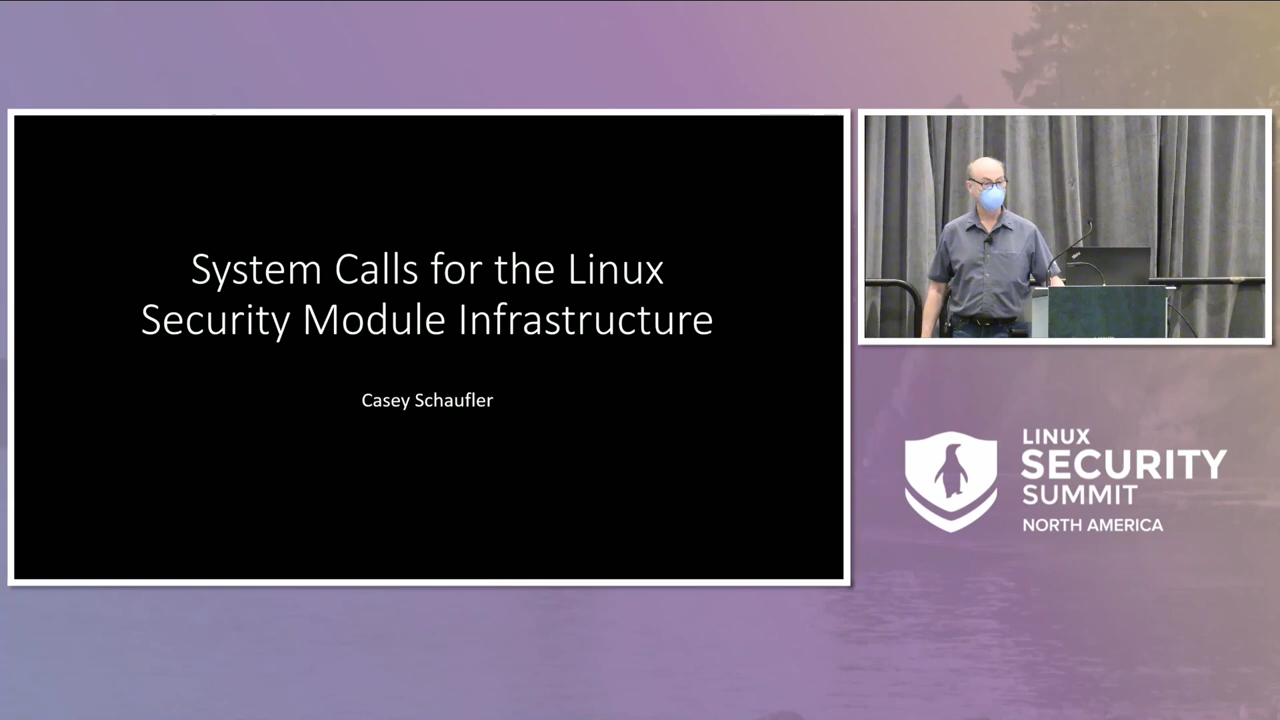 System Calls for the Linux
Security Module Infrastructure
Casey Schaufler
LINUX
SECURITY
SUMMIT
NORTH AMERICA